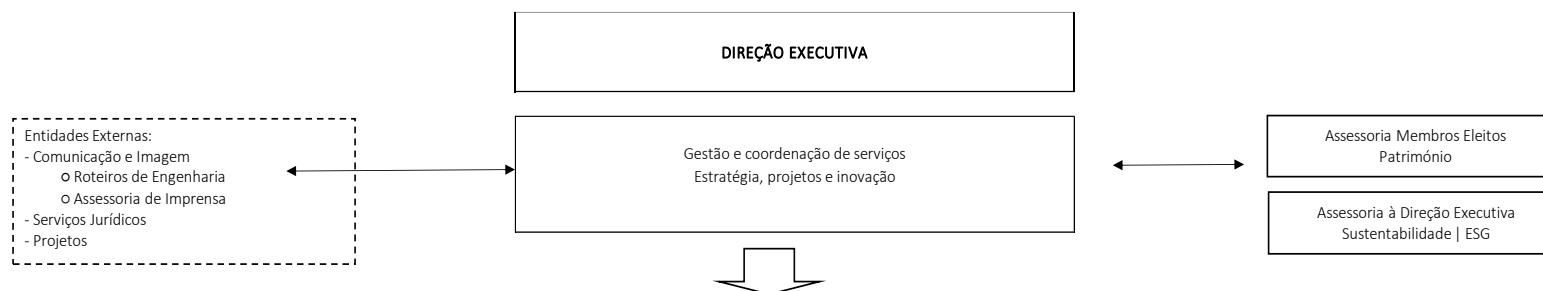 DIREÇÃO EXECUTIVA
Entidades Externas:
- Comunicação e Imagem
o Roteiros de Engenharia
o Assessoria de Imprensa
- Serviços Jurídicos
- Projetos
Gestão e coordenação de serviços
Estratégia, projetos e inovação
Assessoria Membros Eleitos
Património
Assessoria à Direção Executiva
Sustentabilidade | ESG